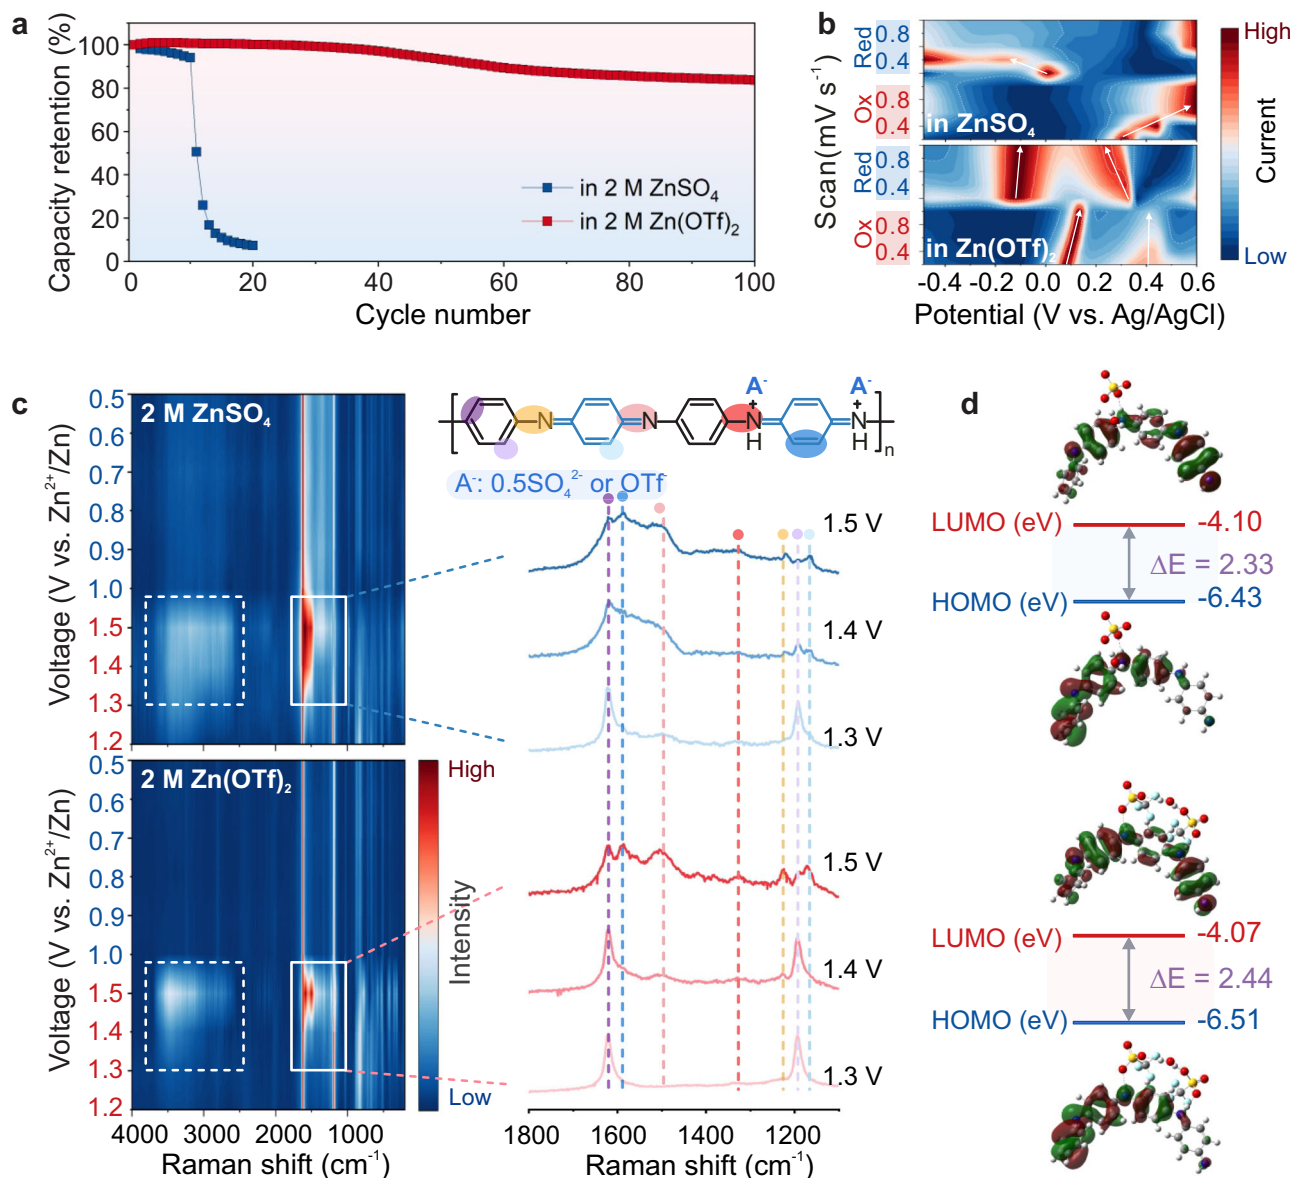 a
Capacity retention (%)
100
80
60
40
20
0
in 2 M ZnSO4
in 2 M Zn(OTf)2
0 20 40 60 80 100
Cycle number
b
Scan(mV s-1)
Red
0.8
0.4
Ox
0.8
0.4
in ZnSO4
Red
0.8
0.4
Ox
0.8
0.4
in Zn(OTf)2
-0.4 -0.2 0.0 0.2 0.4 0.6
Potential (V vs. Ag/AgCl)
High
Current
Low
c
Voltage (V vs. Zn2+/Zn)
0.5
0.6
0.7
0.8
0.9
1.0
1.5
1.4
1.3
1.2
2 M ZnSO4
Voltage (V vs. Zn2+/Zn)
0.5
0.6
0.7
0.8
0.9
1.0
1.5
1.4
1.3
1.2
2 M Zn(OTf)2
4000 3000 2000 1000
Raman shift (cm-1)
High
Intensity
Low
A- A-
N N N N
+ +
H H
n
A-: 0.5SO42- or OTf-
1.5 V
1.4 V
1.3 V
1.5 V
1.4 V
1.3 V
1800 1600 1400 1200
Raman shift (cm-1)
d
LUMO (eV) -4.10
ΔE = 2.33
HOMO (eV) -6.43
LUMO (eV) -4.07
ΔE = 2.44
HOMO (eV) -6.51